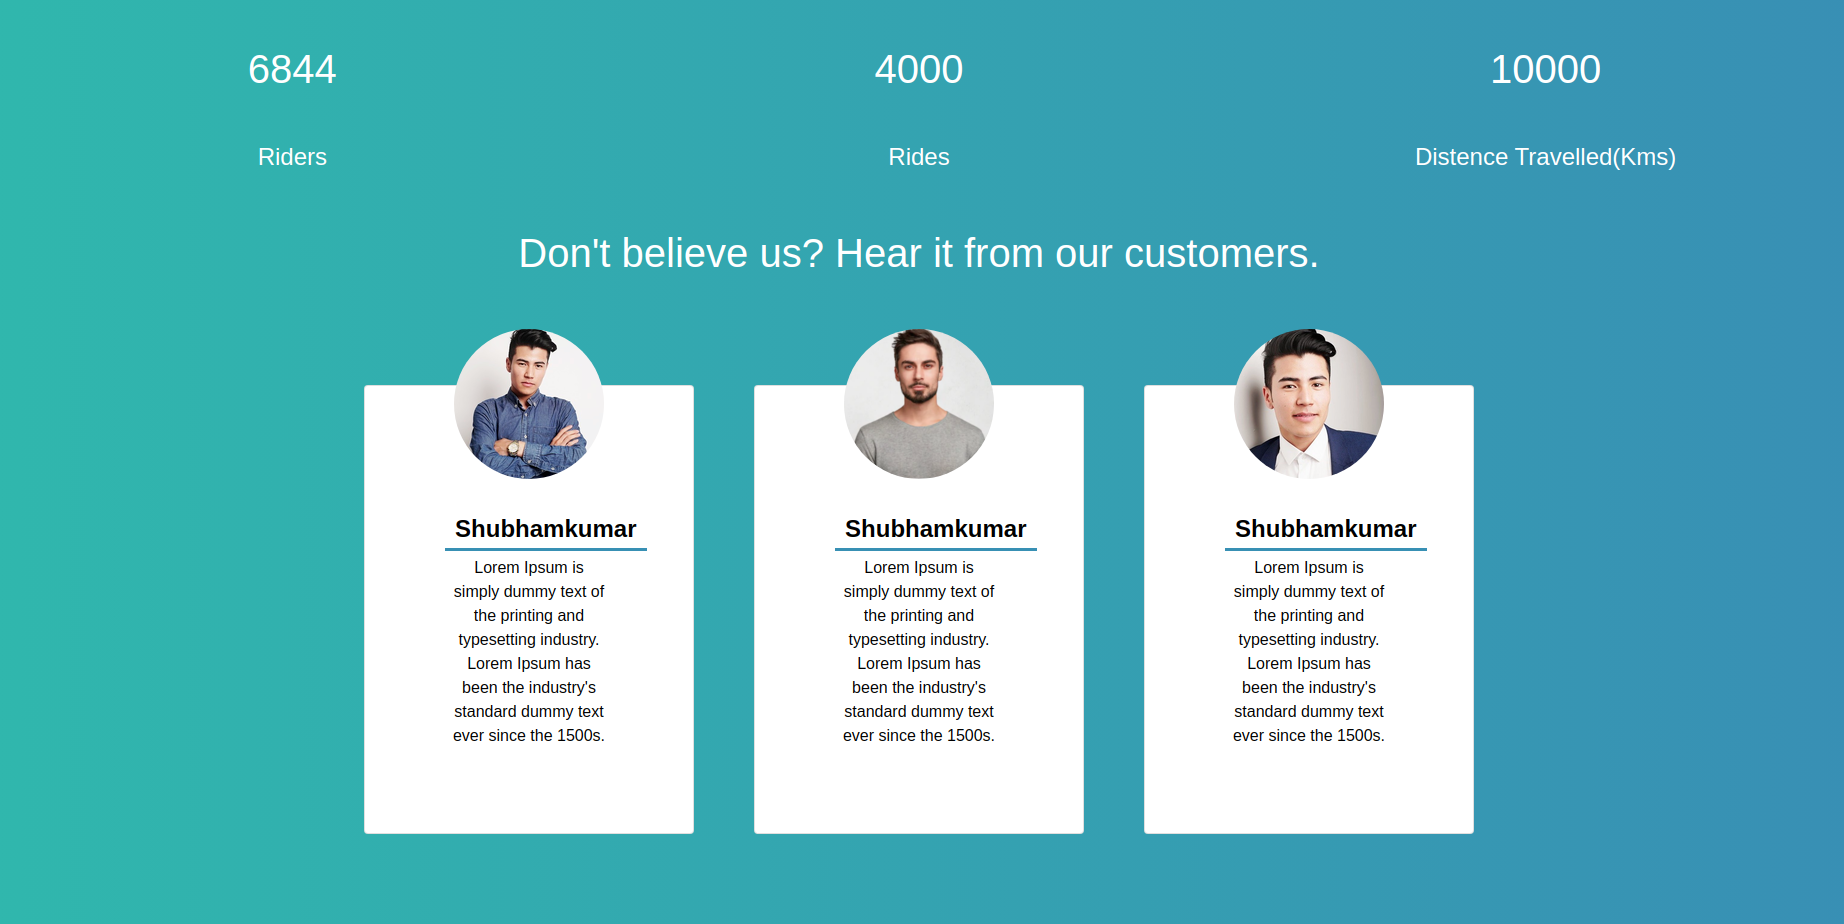 6844
4000
10000
Riders
Rides
Distence Travelled(Kms)
Don't believe us? Hear it from our customers.
Shubhamkumar
Lorem Ipsum is
simply dummy text of
the printing and
typesetting industry.
Lorem Ipsum has
been the industry's
standard dummy text
ever since the 1500s.
Shubhamkumar
Lorem Ipsum is
simply dummy text of
the printing and
typesetting industry.
Lorem Ipsum has
been the industry's
standard dummy text
ever since the 1500s.
Shubhamkumar
Lorem Ipsum is
simply dummy text of
the printing and
typesetting industry.
Lorem Ipsum has
been the industry's
standard dummy text
ever since the 1500s.